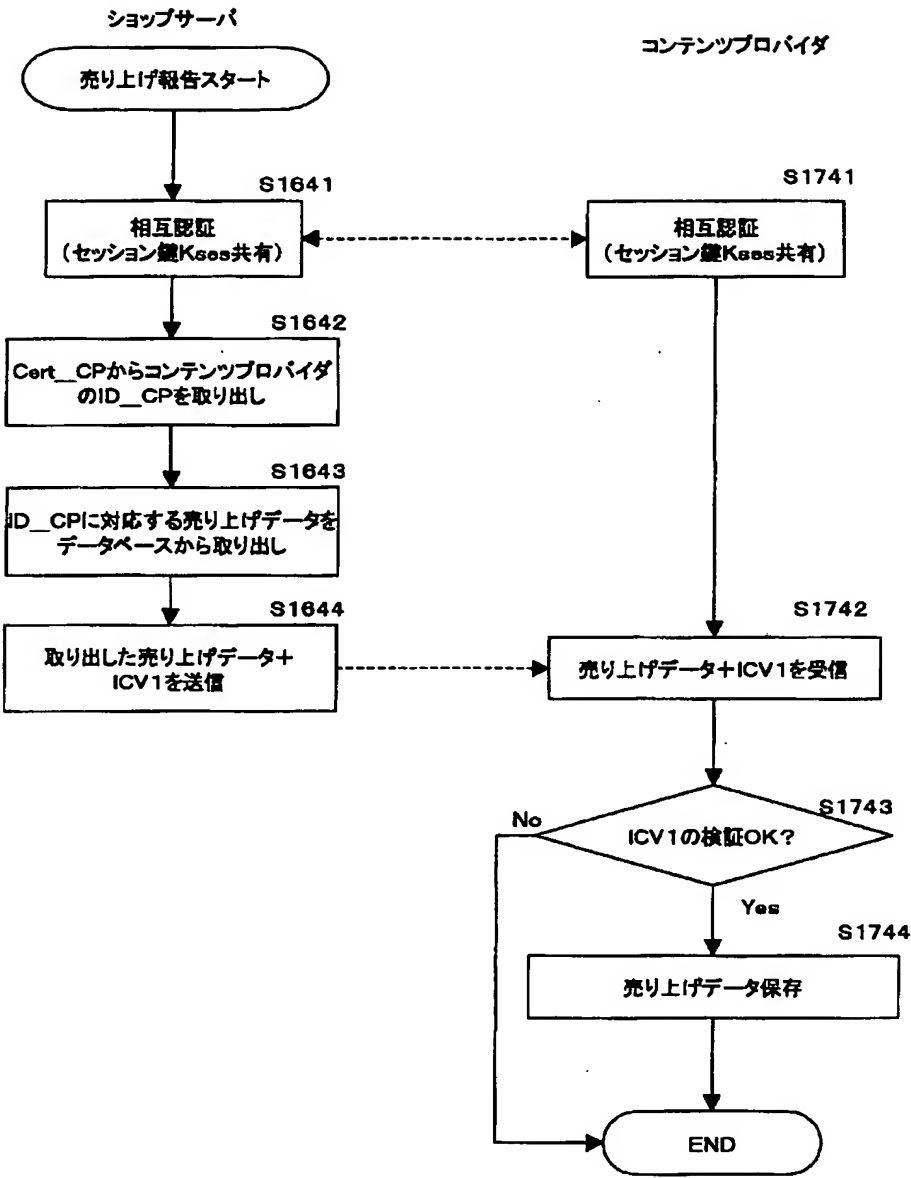 ショップサーバ
コンテンツプロバイダ
売り上げ報告スタート
S1641
相互認証
(セッション鍵Kses共有)
S1741
相互認証
(セッション鍵Kses共有)
S1642
Cert__CPからコンテンツプロバイダ
のID__CPを取り出し
S1643
ID__CPに対応する売り上げデータを
データベースから取り出し
S1644
取り出した売り上げデータ+
ICV1を送信
S1742
売り上げデータ+ICV1を受信
S1743
No
ICV1の検証OK?
Yes
S1744
売り上げデータ保存
END